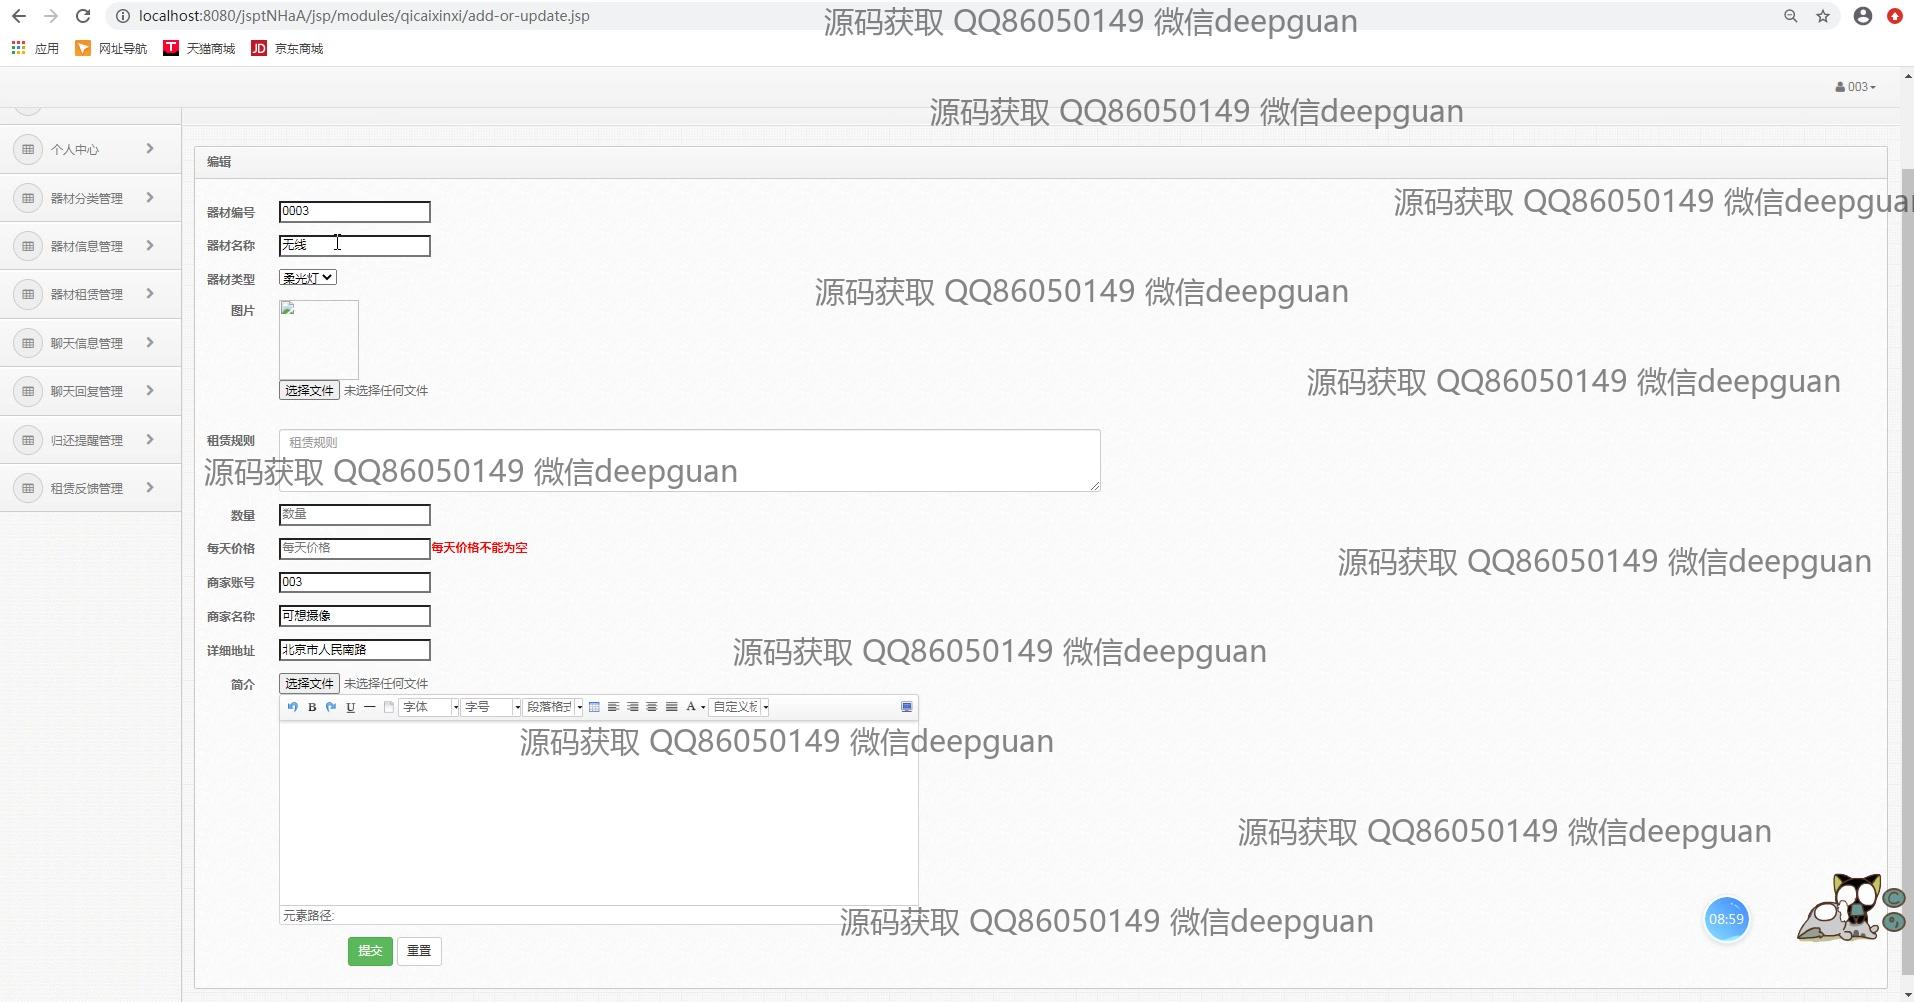 localhost:8080/jsptNHaA/jsp/modules/qicaixinxi/add-or-update.jsp
源码获取 QQ86050149 微信deepguan
应用 网址导航 天猫商城 JD 京东商城
003
源码获取 QQ86050149 微信deepguan
个人中心
器材分类管理
器材信息管理
器材租赁管理
聊天信息管理
聊天回复管理
归还提醒管理
租赁反馈管理
编辑
源码获取 QQ86050149 微信deepguan
器材编号 0003
器材名称 无线
器材类型 柔光灯
源码获取 QQ86050149 微信deepguan
图片
选择文件 未选择任何文件
源码获取 QQ86050149 微信deepguan
租赁规则 租赁规则
源码获取 QQ86050149 微信deepguan
数量 数量
每天价格 每天价格 每天价格不能为空
源码获取 QQ86050149 微信deepguan
商家账号 003
商家名称 可想摄像
详细地址 北京市人民南路
源码获取 QQ86050149 微信deepguan
简介 选择文件 未选择任何文件
B U 字体 字号 段落格式 A 自定义标
源码获取 QQ86050149 微信deepguan
源码获取 QQ86050149 微信deepguan
元素路径:
源码获取 QQ86050149 微信deepguan
08:59
提交 重置